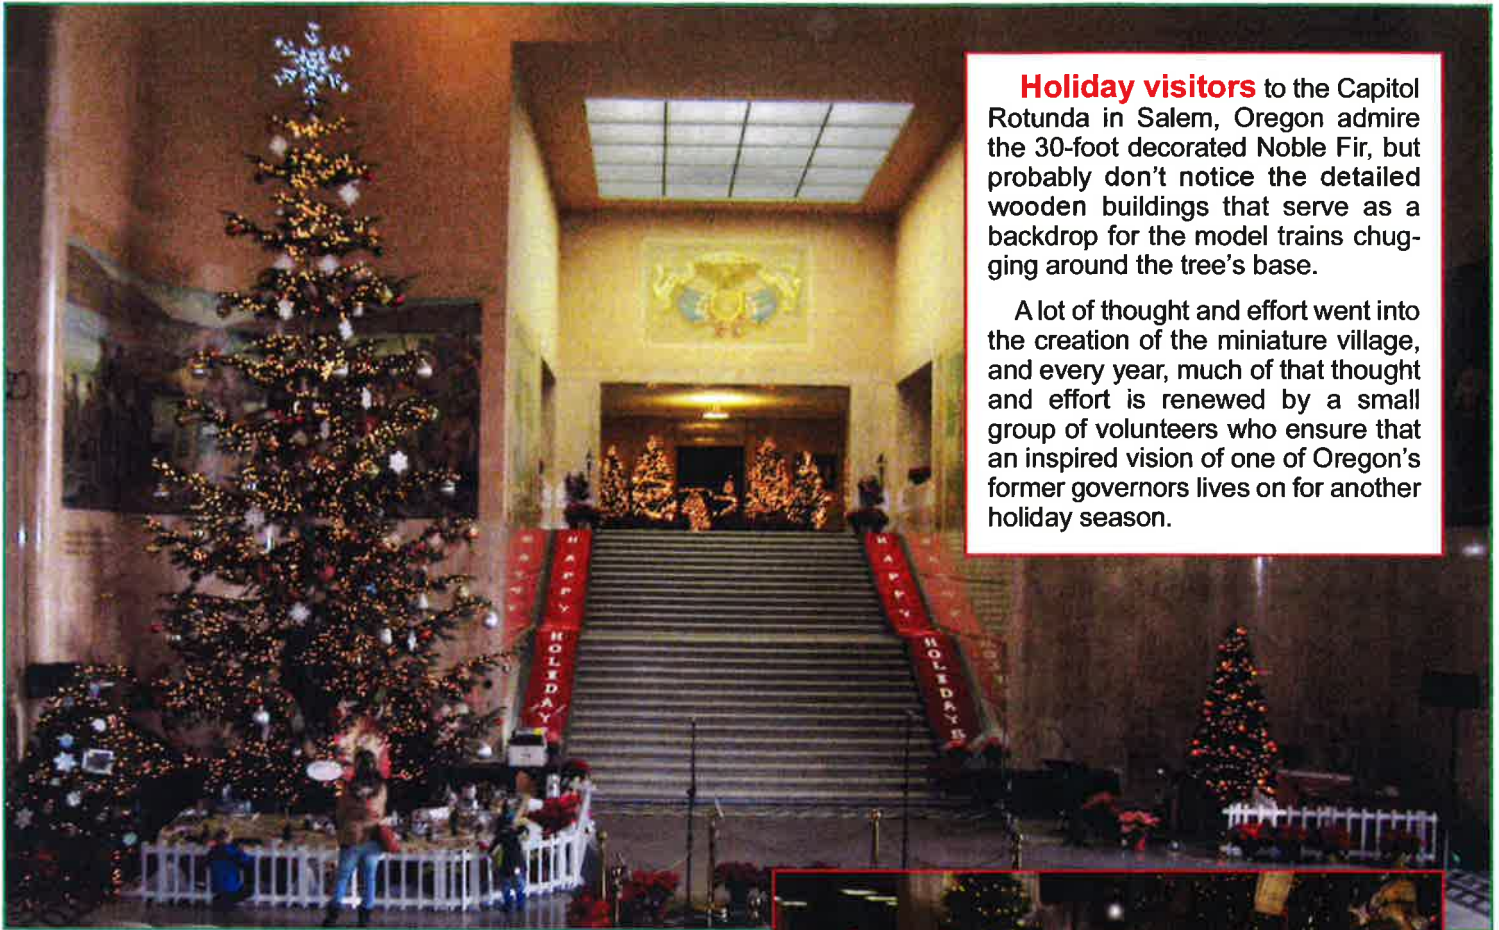 Holiday visitors to the Capitol
Rotunda in Salem, Oregon admire
the 30-foot decorated Noble Fir, but
probably don't notice the detailed
wooden buildings that serve as a
backdrop for the model trains chug-
ging around the tree's base.
A lot of thought and effort went into
the creation of the miniature village,
and every year, much of that thought
and effort is renewed by a small
group of volunteers who ensure that
an inspired vision of one of Oregon's
former governors lives on for another
holiday season.
HAPPY
HOLIDAY
HAPPY
HOLIDAYS